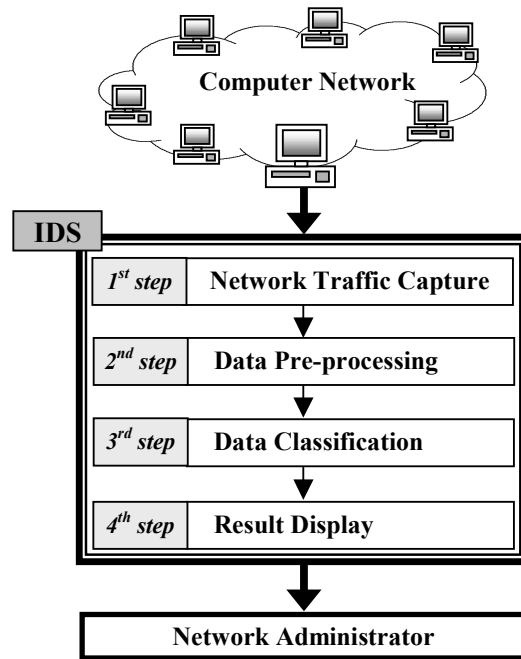 Computer Network
IDS
1st step Network Traffic Capture
2nd step Data Pre-processing
3rd step Data Classification
4th step Result Display
Network Administrator